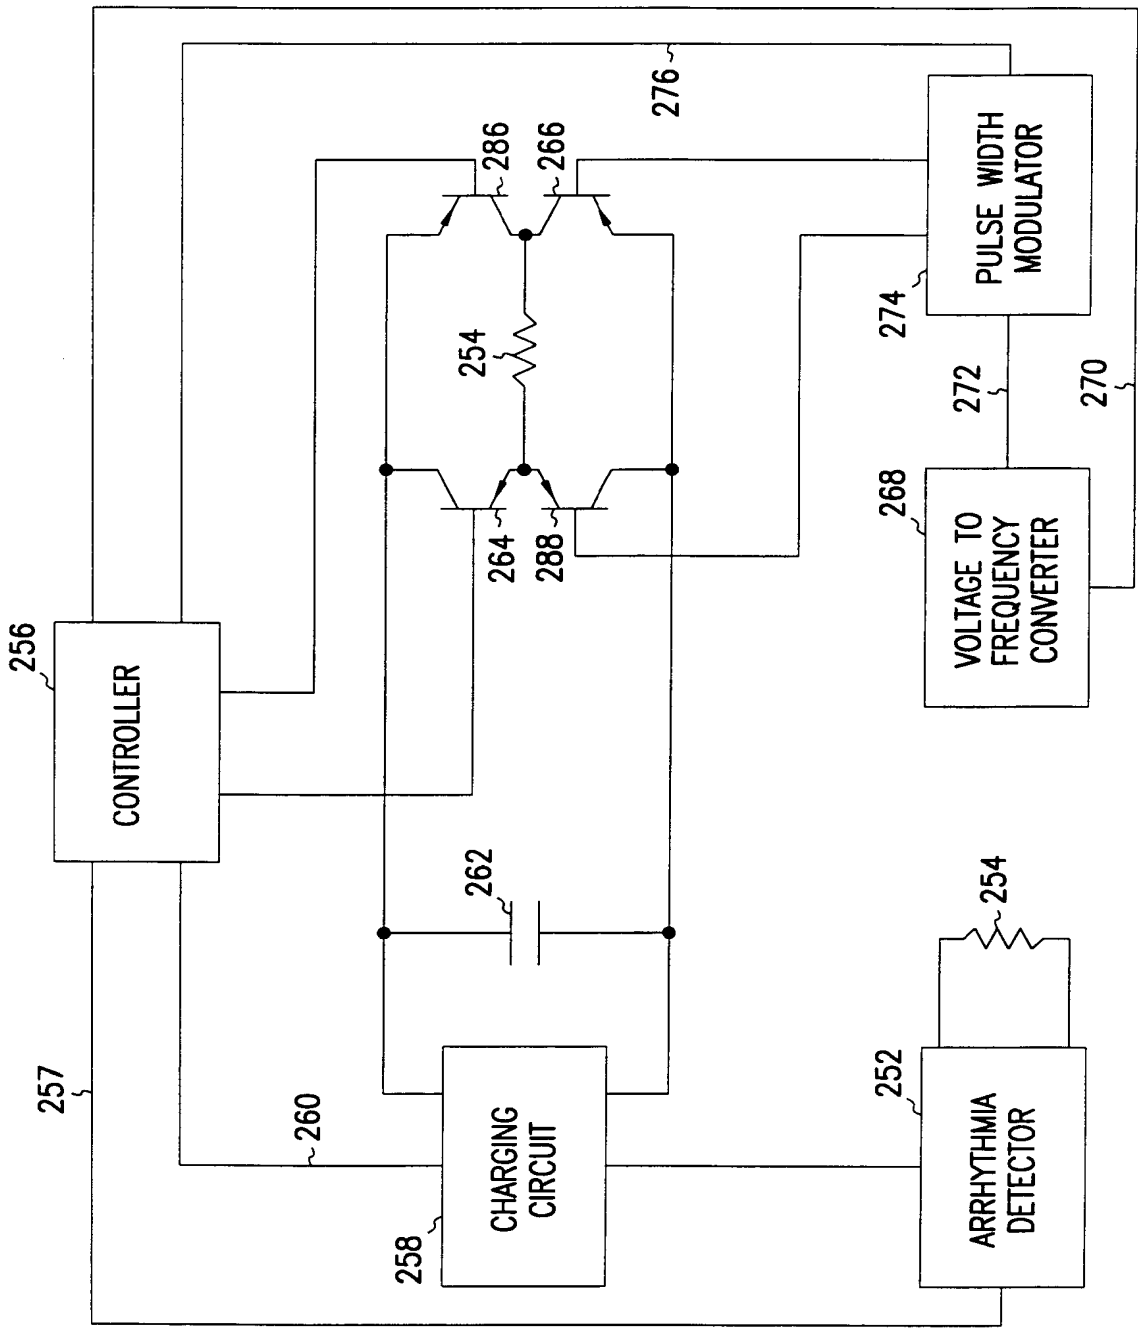 256
CONTROLLER
257
260
276
286
266
254
264
288
262
258
CHARGING
CIRCUIT
252
ARRHYTHMIA
DETECTOR
254
268
VOLTAGE TO
FREQUENCY
CONVERTER
272
270
274
PULSE WIDTH
MODULATOR